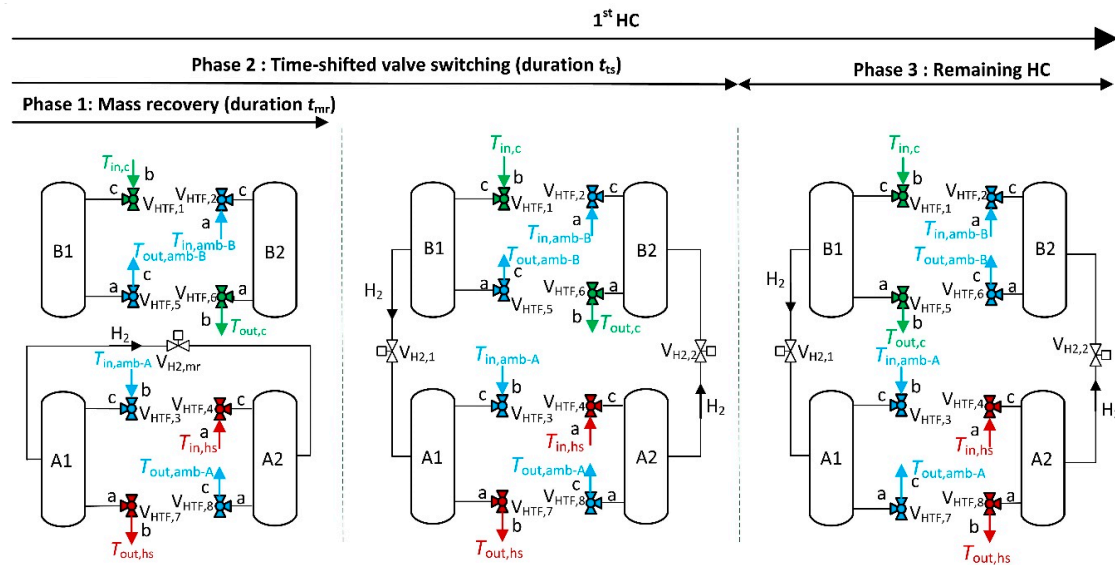 1st HC
Phase 2 : Time-shifted valve switching (duration tts)
Phase 3 : Remaining HC
Phase 1: Mass recovery (duration tmr)
Tin,c
b
c
VHTF,1
VHTF,2
c
a
Tin,amb-B
B1
B2
Tout,amb-B
c
a
VHTF,5
VHTF,6
a
b
Tout,c
H2
VH2,mr
Tin,amb-A
b
c
VHTF,3
VHTF,4
c
a
Tin,hs
A1
A2
Tout,amb-A
c
a
VHTF,7
VHTF,8
a
b
Tout,hs
Tin,c
b
c
VHTF,1
VHTF,2
c
a
Tin,amb-B
B1
B2
Tout,amb-B
c
a
VHTF,5
VHTF,6
a
b
Tout,c
H2
VH2,1
VH2,2
H2
Tin,amb-A
b
c
VHTF,3
VHTF,4
c
a
Tin,hs
A1
A2
Tout,amb-A
c
a
VHTF,7
VHTF,8
a
b
Tout,hs
Tin,c
b
c
VHTF,1
VHTF,2
c
a
Tin,amb-B
B1
B2
Tout,amb-B
c
a
VHTF,5
VHTF,6
a
b
Tout,c
H2
VH2,1
VH2,2
H2
Tin,amb-A
b
c
VHTF,3
VHTF,4
c
a
Tin,hs
A1
A2
Tout,amb-A
c
a
VHTF,7
VHTF,8
a
b
Tout,hs